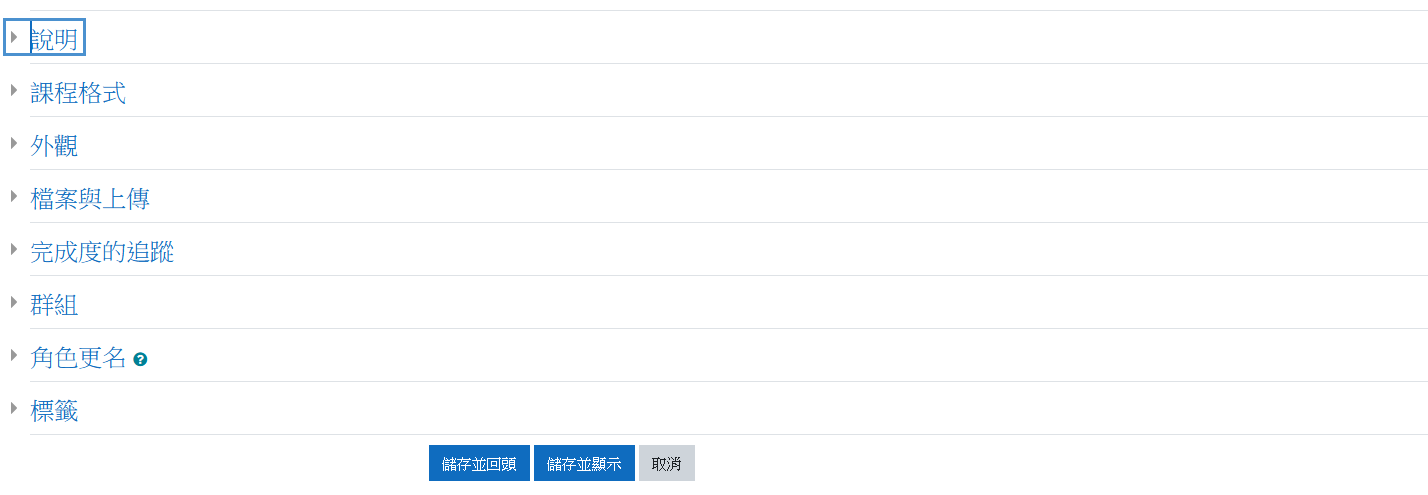 說明
課程格式
外觀
檔案與上傳
完成度的追蹤
群組
角色更名 ?
標籤
儲存並回頭 儲存並顯示 取消